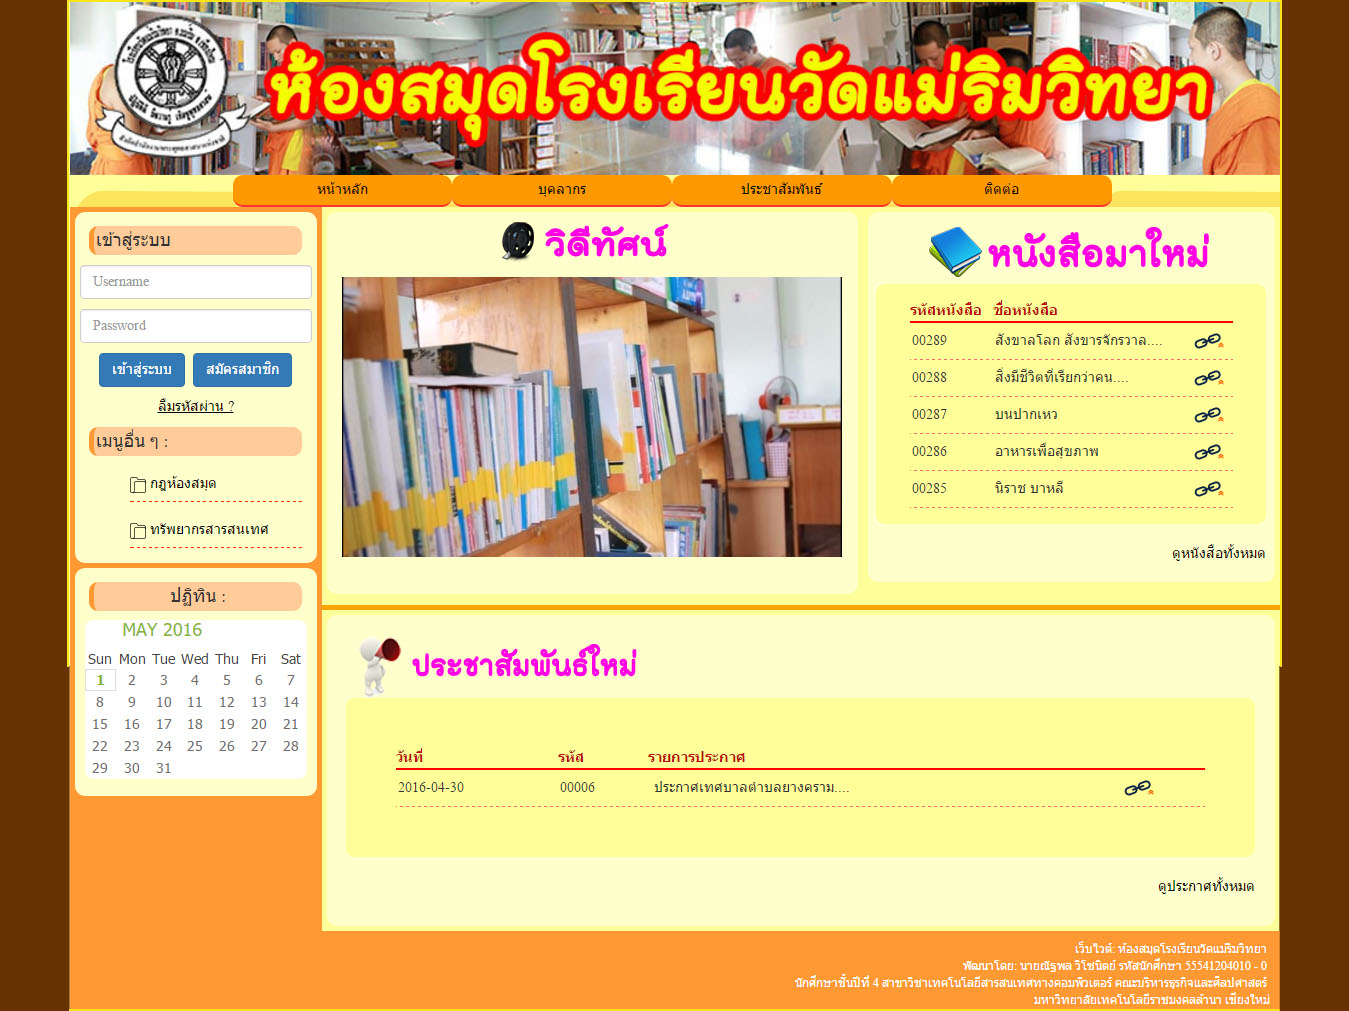 ห้องสมุดโรงเรียนวัดแม่ริมวิทยา
หน้าหลัก บุคลากร ประชาสัมพันธ์ ติดต่อ
เข้าสู่ระบบ
Username
Password
เข้าสู่ระบบ สมัครสมาชิก
ลืมรหัสผ่าน ?
เมนูอื่น ๆ :
กฎห้องสมุด
ทรัพยากรสารสนเทศ
ปฏิทิน :
MAY 2016
Sun Mon Tue Wed Thu Fri Sat
1 2 3 4 5 6 7
8 9 10 11 12 13 14
15 16 17 18 19 20 21
22 23 24 25 26 27 28
29 30 31
วิดีทัศน์
หนังสือมาใหม่
รหัสหนังสือ ชื่อหนังสือ
00289 สังขาลโลก สังขารจักรวาล....
00288 สิ่งมีชีวิตที่เรียกว่าคน....
00287 บนปากเหว
00286 อาหารเพื่อสุขภาพ
00285 นิราช บาหลี
ดูหนังสือทั้งหมด
ประชาสัมพันธ์ใหม่
วันที่ รหัส รายการประกาศ
2016-04-30 00006 ประกาศเทศบาลตำบลยางคราม....
ดูประกาศทั้งหมด
เว็บไวต์: ห้องสมุดโรงเรียนวัดแม่ริมวิทยา
พัฒนาโดย: นายณัฐพล วิโชนิตย์ รหัสนักศึกษา 55541204010 - 0
นักศึกษาชั้นปีที่ 4 สาขาวิชาเทคโนโลยีสารสนเทศทางคอมพิวเตอร์ คณะบริหารธุรกิจและศิลปศาสตร์
มหาวิทยาลัยเทคโนโลยีราชมงคลล้านา เชียงใหม่